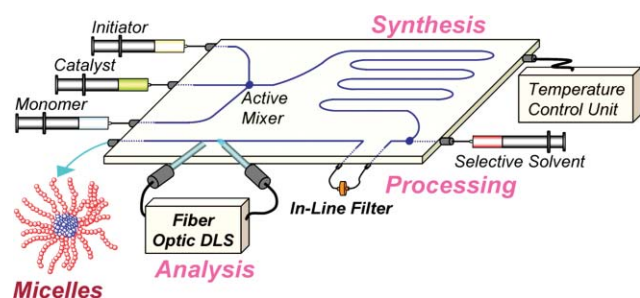 Initiator
Synthesis
Catalyst
Active
Mixer
Temperature
Control Unit
Monomer
Selective Solvent
Processing
In-Line Filter
Fiber
Optic DLS
Analysis
Micelles